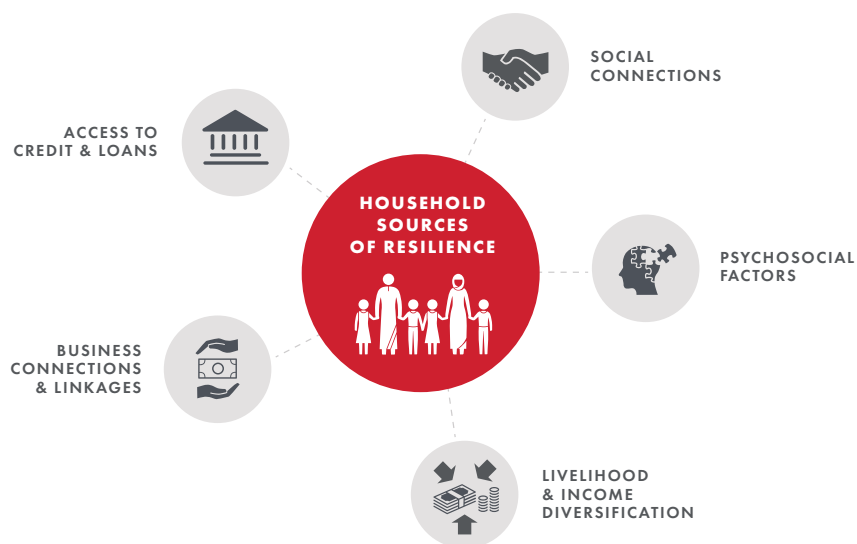 SOCIAL
CONNECTIONS
ACCESS TO
CREDIT & LOANS
HOUSEHOLD
SOURCES
OF RESILIENCE
PSYCHOSOCIAL
FACTORS
BUSINESS
CONNECTIONS
& LINKAGES
LIVELIHOOD
& INCOME
DIVERSIFICATION